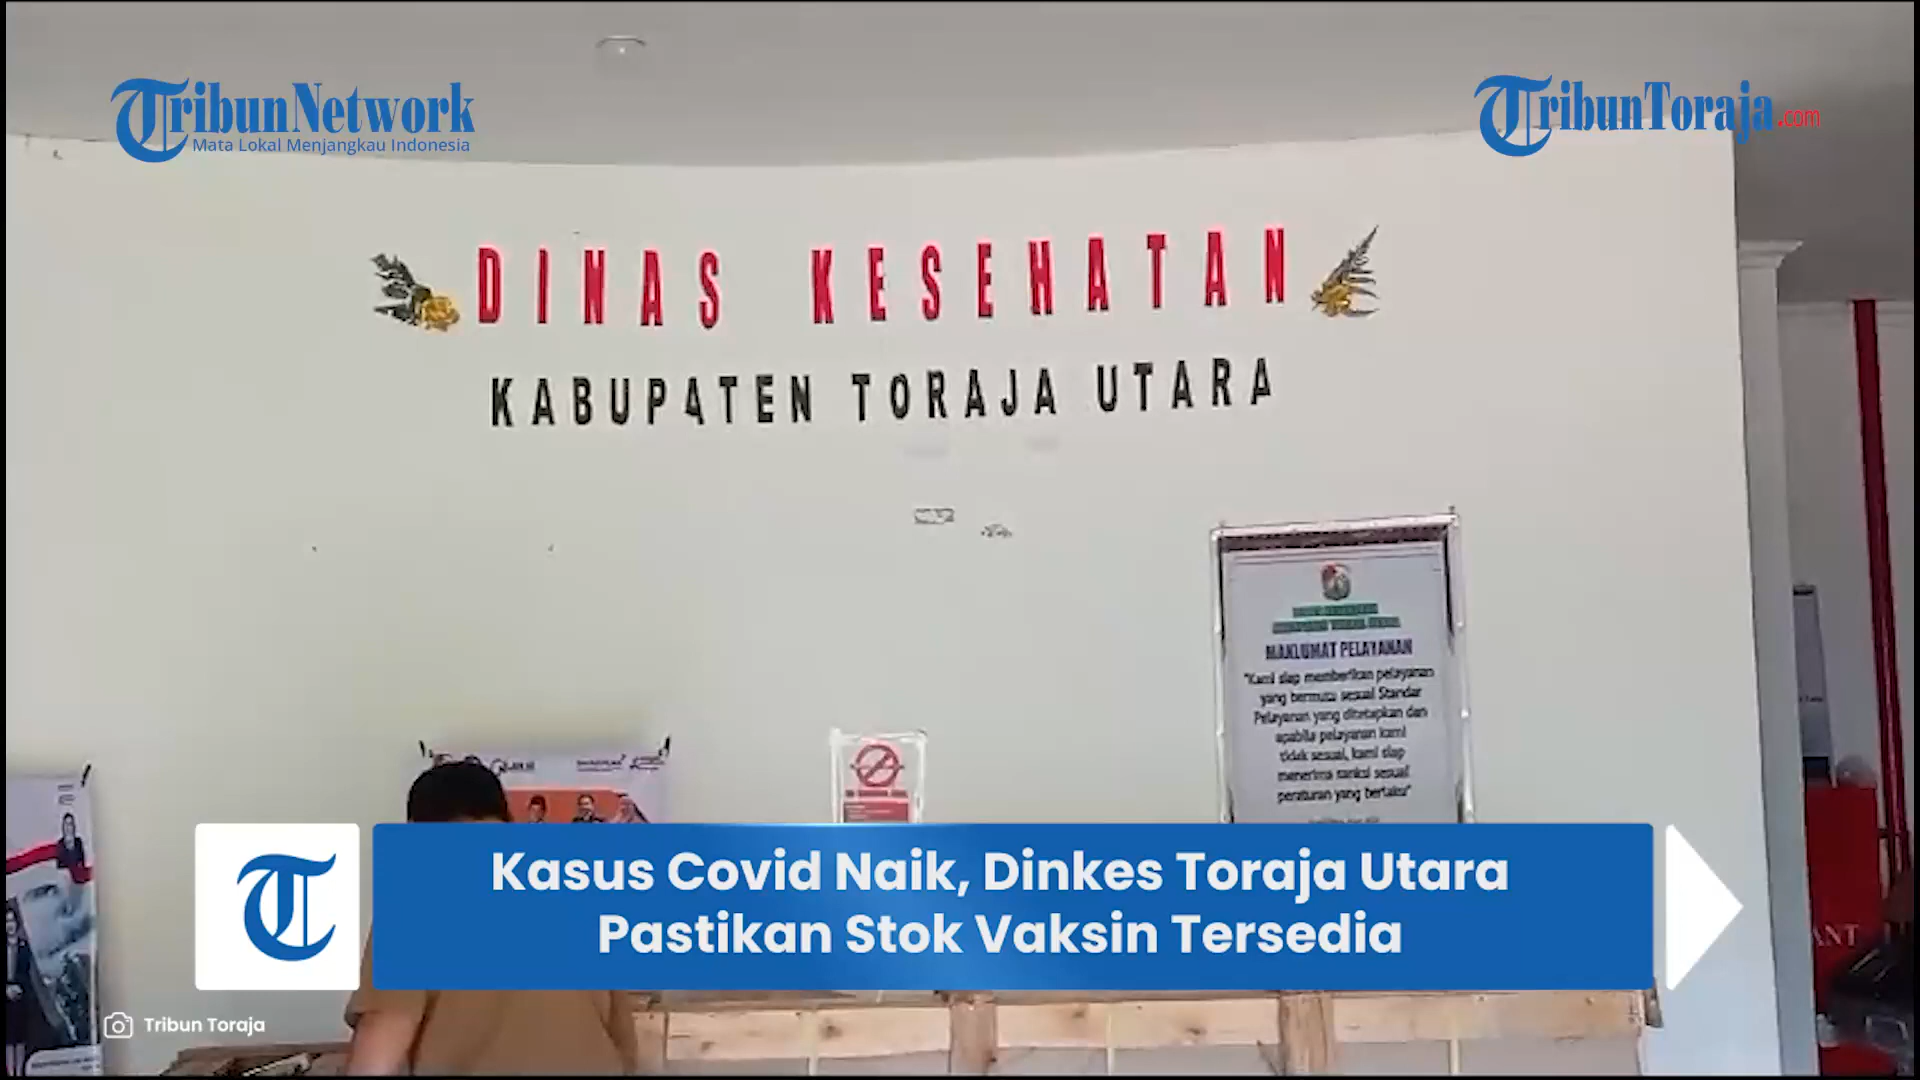 TribunNetwork
Mata Lokal Menjangkau Indonesia
TribunToraja.com
DINAS KESEHATAN
KABUPATEN TORAJA UTARA
MAKLUMAT PELAYANAN
"Kami siap memberikan pelayanan
yang bermutu sesuai Standar
Pelayanan yang ditetapkan dan
apabila pelayanan kami
tidak sesuai, kami siap
menerima sanksi sesuai
peraturan yang berlaku"
Kasus Covid Naik, Dinkes Toraja Utara
Pastikan Stok Vaksin Tersedia
Tribun Toraja